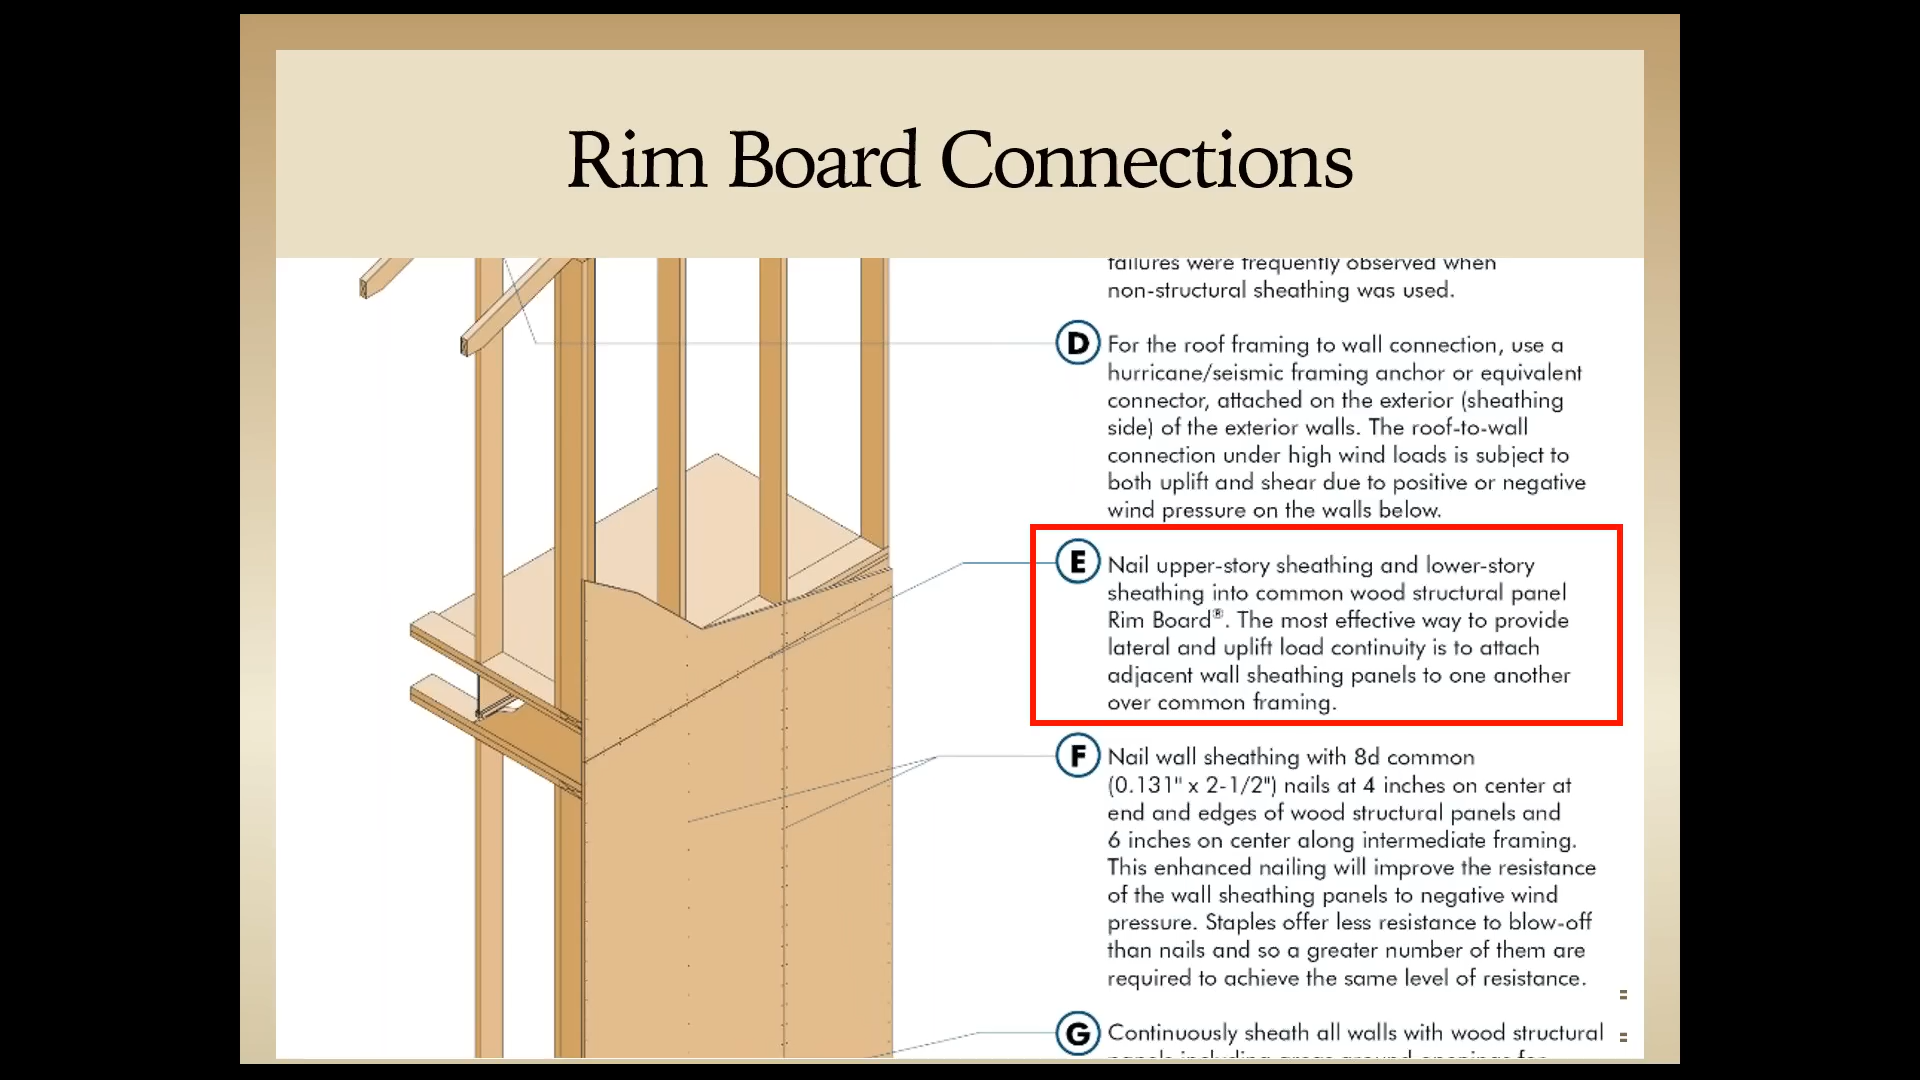 Rim Board Connections
failures were frequently observed when
non-structural sheathing was used.
D For the roof framing to wall connection, use a
hurricane/seismic framing anchor or equivalent
connector, attached on the exterior (sheathing
side) of the exterior walls. The roof-to-wall
connection under high wind loads is subject to
both uplift and shear due to positive or negative
wind pressure on the walls below.
E Nail upper-story sheathing and lower-story
sheathing into common wood structural panel
Rim Board®. The most effective way to provide
lateral and uplift load continuity is to attach
adjacent wall sheathing panels to one another
over common framing.
F Nail wall sheathing with 8d common
(0.131" x 2-1/2") nails at 4 inches on center at
end and edges of wood structural panels and
6 inches on center along intermediate framing.
This enhanced nailing will improve the resistance
of the wall sheathing panels to negative wind
pressure. Staples offer less resistance to blow-off
than nails and so a greater number of them are
required to achieve the same level of resistance.
G Continuously sheath all walls with wood structural
panels including areas around openings for